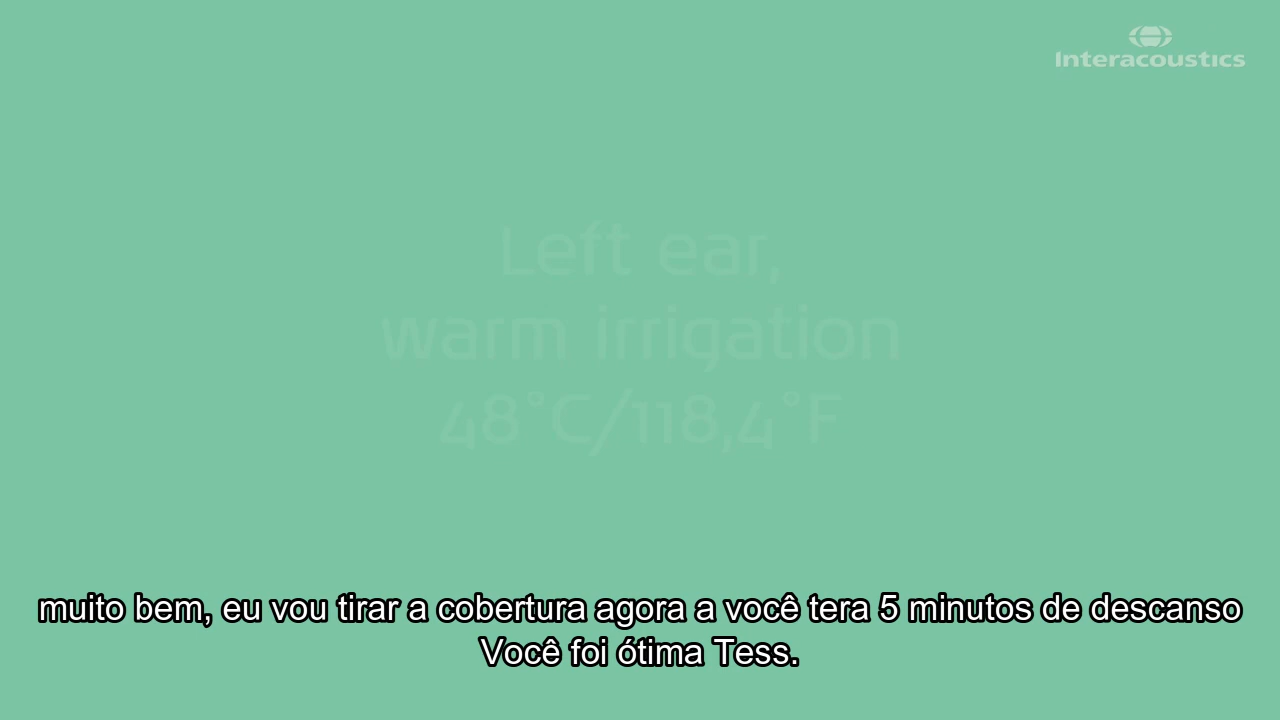 Interacoustics
Left ear,
warm irrigation
48°C/118,4°F
muito bem, eu vou tirar a cobertura agora a você tera 5 minutos de descanso
Você foi ótima Tess.